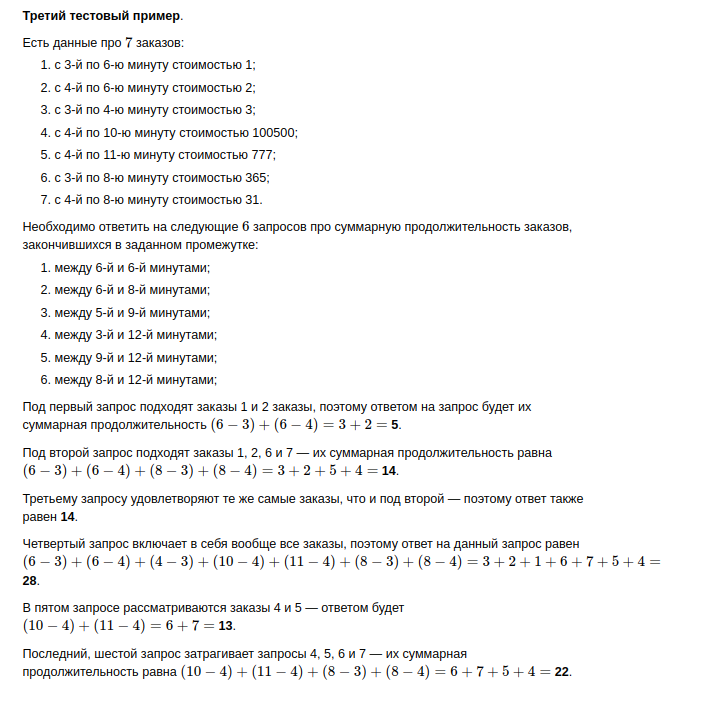 Третий тестовый пример.
Есть данные про 7 заказов:
1. с 3-й по 6-ю минуту стоимостью 1;
2. с 4-й по 6-ю минуту стоимостью 2;
3. с 3-й по 4-ю минуту стоимостью 3;
4. с 4-й по 10-ю минуту стоимостью 100500;
5. с 4-й по 11-ю минуту стоимостью 777;
6. с 3-й по 8-ю минуту стоимостью 365;
7. с 4-й по 8-ю минуту стоимостью 31.
Необходимо ответить на следующие 6 запросов про суммарную продолжительность заказов,
закончившихся в заданном промежутке:
1. между 6-й и 6-й минутами;
2. между 6-й и 8-й минутами;
3. между 5-й и 9-й минутами;
4. между 3-й и 12-й минутами;
5. между 9-й и 12-й минутами;
6. между 8-й и 12-й минутами;
Под первый запрос подходят заказы 1 и 2 заказы, поэтому ответом на запрос будет их
суммарная продолжительность (6 − 3) + (6 − 4) = 3 + 2 = 5.
Под второй запрос подходят заказы 1, 2, 6 и 7 — их суммарная продолжительность равна
(6 − 3) + (6 − 4) + (8 − 3) + (8 − 4) = 3 + 2 + 5 + 4 = 14.
Третьему запросу удовлетворяют те же самые заказы, что и под второй — поэтому ответ также
равен 14.
Четвертый запрос включает в себя вообще все заказы, поэтому ответ на данный запрос равен
(6 − 3) + (6 − 4) + (4 − 3) + (10 − 4) + (11 − 4) + (8 − 3) + (8 − 4) = 3 + 2 + 1 + 6 + 7 + 5 + 4 =
28.
В пятом запросе рассматриваются заказы 4 и 5 — ответом будет
(10 − 4) + (11 − 4) = 6 + 7 = 13.
Последний, шестой запрос затрагивает запросы 4, 5, 6 и 7 — их суммарная
продолжительность равна (10 − 4) + (11 − 4) + (8 − 3) + (8 − 4) = 6 + 7 + 5 + 4 = 22.